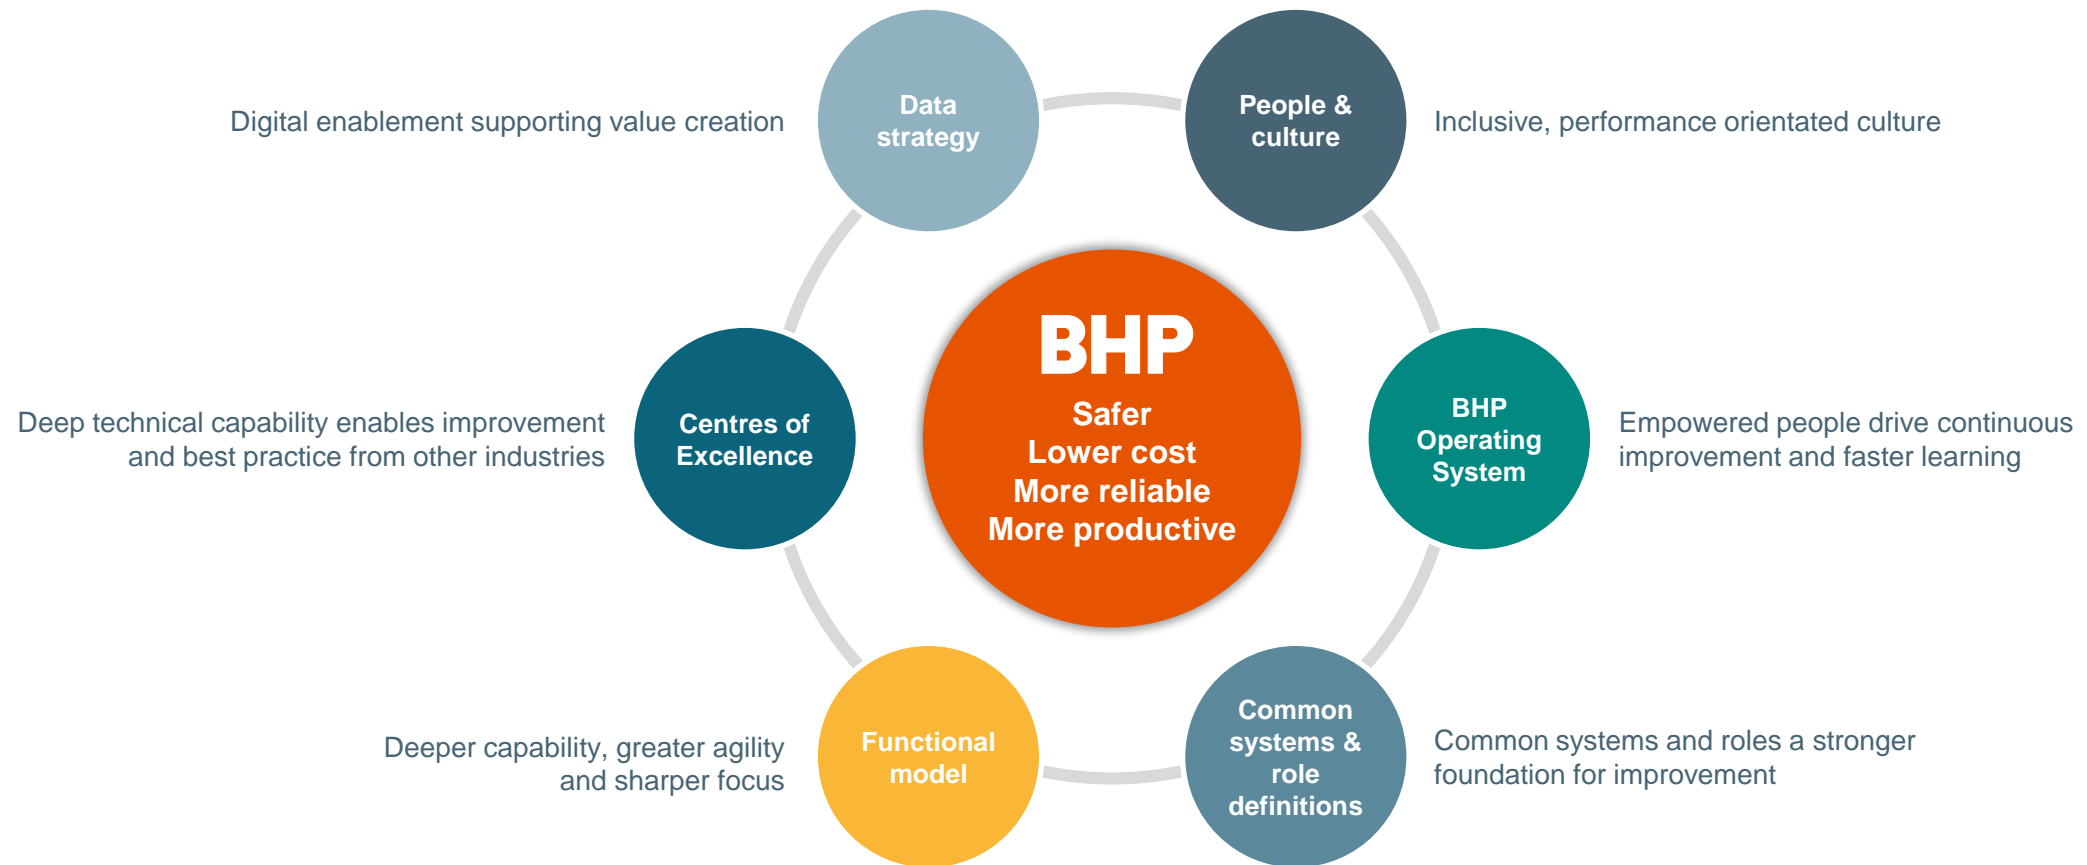 Data
strategy
Digital enablement supporting value creation
People &
culture
Inclusive, performance orientated culture
Centres of
Excellence
Deep technical capability enables improvement
and best practice from other industries
BHP
Safer
Lower cost
More reliable
More productive
BHP
Operating
System
Empowered people drive continuous
improvement and faster learning
Functional
model
Deeper capability, greater agility
and sharper focus
Common
systems &
role
definitions
Common systems and roles a stronger
foundation for improvement